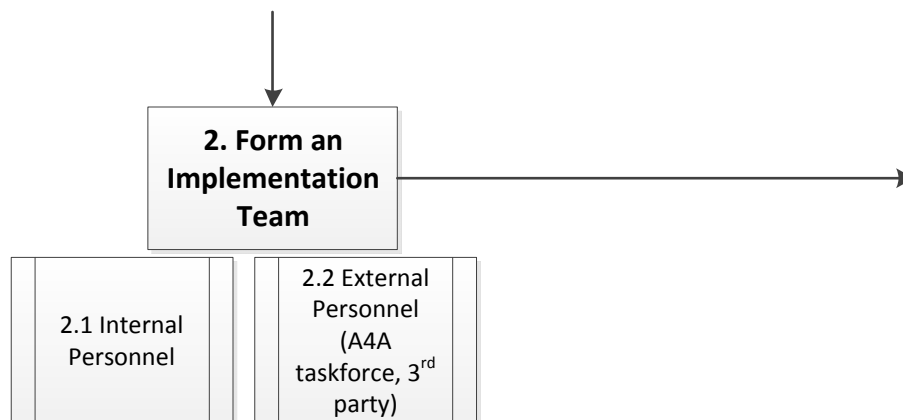 2. Form an
Implementation
Team
2.1 Internal
Personnel
2.2 External
Personnel
(A4A
taskforce, 3rd
party)